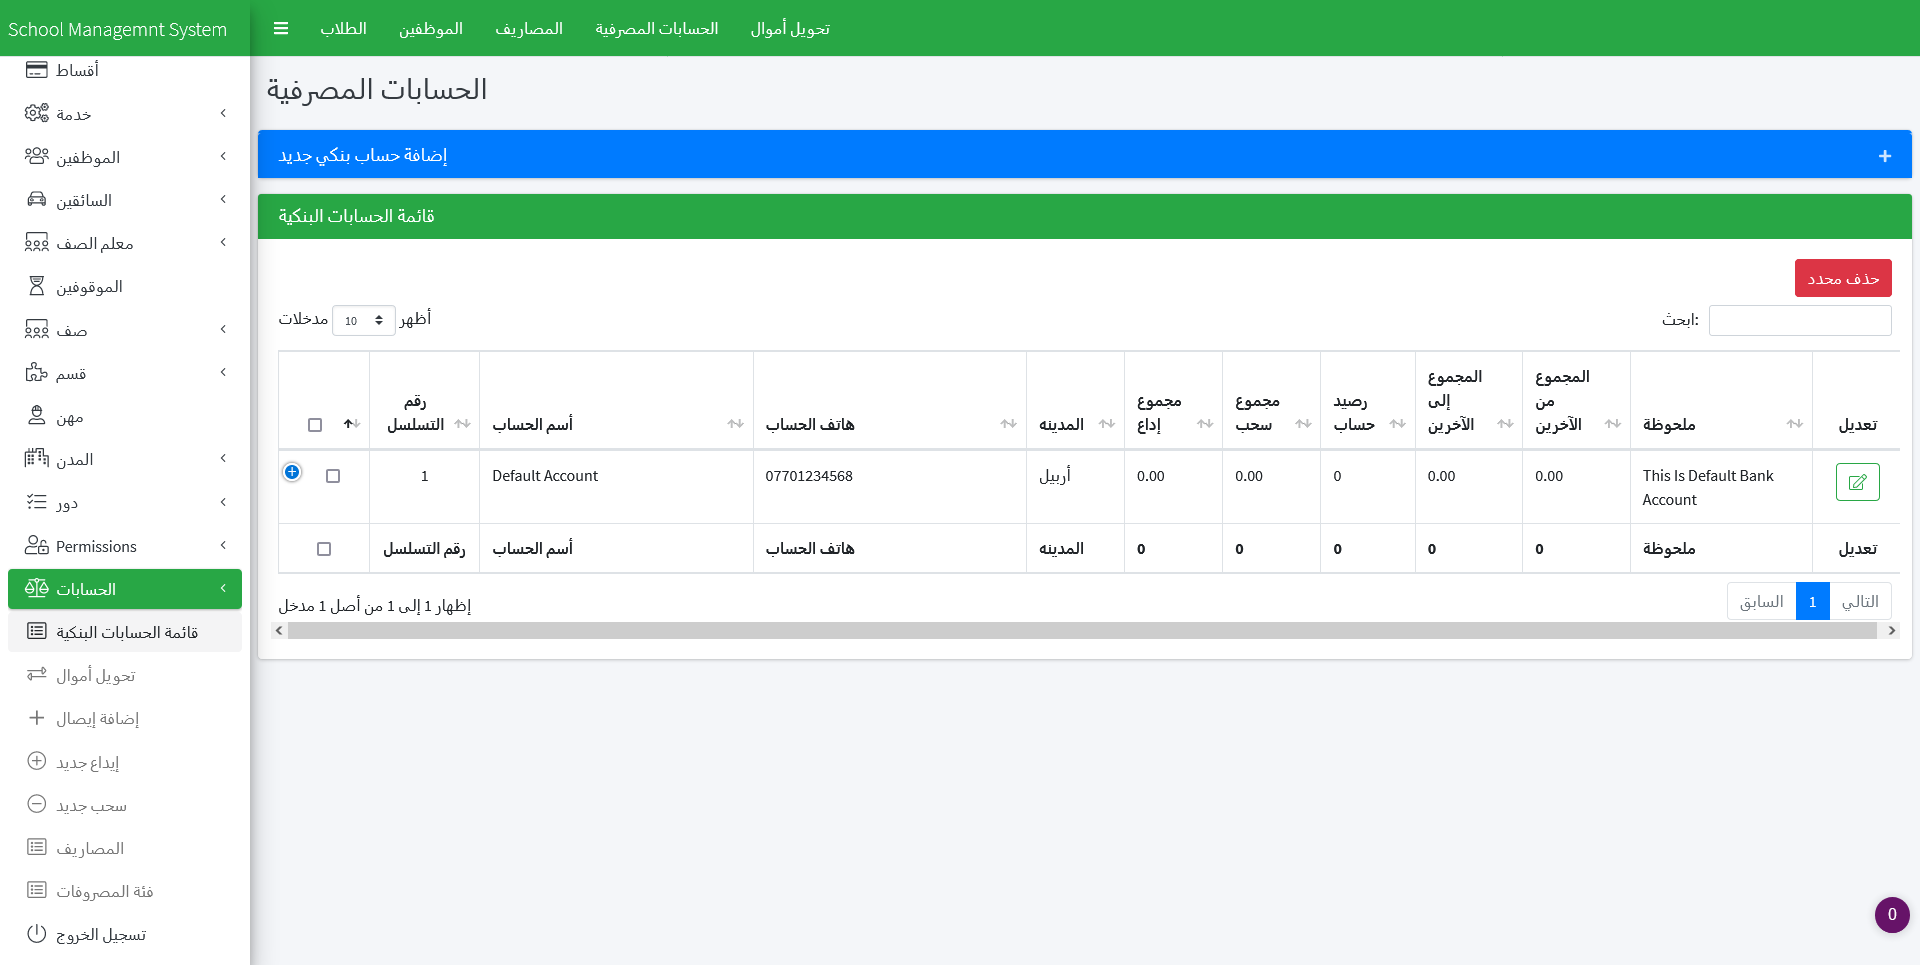 School Managemnt System
الطلاب
الموظفين
المصاريف
الحسابات المصرفية
تحويل أموال
أقساط
خدمة
الموظفين
السائقين
معلم الصف
الموقوفين
صف
قسم
مهن
المدن
دور
Permissions
الحسابات
قائمة الحسابات البنكية
تحويل أموال
إضافة إيصال
إيداع جديد
سحب جديد
المصاريف
فئة المصروفات
تسجيل الخروج
الحسابات المصرفية
إضافة حساب بنكي جديد
قائمة الحسابات البنكية
حذف محدد
أظهر 10 مدخلات
ابحث:
رقم التسلسل
أسم الحساب
هاتف الحساب
المدينه
مجموع إداع
مجموع سحب
رصيد حساب
المجموع إلى الآخرين
المجموع من الآخرين
ملحوظة
تعديل
1
Default Account
07701234568
أربيل
0.00
0.00
0
0.00
0.00
This Is Default Bank
Account
رقم التسلسل
أسم الحساب
هاتف الحساب
المدينه
0
0
0
0
0
ملحوظة
تعديل
إظهار 1 إلى 1 من أصل 1 مدخل
السابق
1
التالي
0